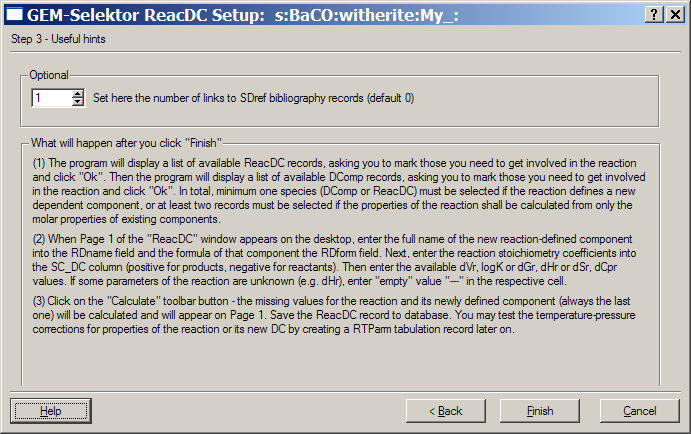 GEM-Selektor ReacDC Setup:  s:BaCO:witherite:My_:
Step 3 - Useful hints
Optional
1 Set here the number of links to SDref bibliography records (default 0)
What will happen after you click "Finish"
(1) The program will display a list of available ReacDC records, asking you to mark those you need to get involved in the reaction
and click "Ok". Then the program will display a list of available DComp records, asking you to mark those you need to get involved
in the reaction and click "Ok". In total, minimum one species (DComp or ReacDC) must be selected if the reaction defines a new
dependent component, or at least two records must be selected if the properties of the reaction shall be calculated from only the
molar properties of existing components.
(2) When Page 1 of the "ReacDC" window appears on the desktop, enter the full name of the new reaction-defined component
into the RDname field and the formula of that component the RDform field. Next, enter the reaction stoichiometry coefficients into
the SC_DC column (positive for products, negative for reactants). Then enter the available dVr, logK or dGr, dHr or dSr, dCpr
values. If some parameters of the reaction are unknown (e.g. dHr), enter "empty" value "---" in the respective cell.
(3) Click on the "Calculate" toolbar button - the missing values for the reaction and its newly defined component (always the last
one) will be calculated and will appear on Page 1. Save the ReacDC record to database. You may test the temperature-pressure
corrections for properties of the reaction or its new DC by creating a RTParm tabulation record later on.
Help
< Back
Finish
Cancel